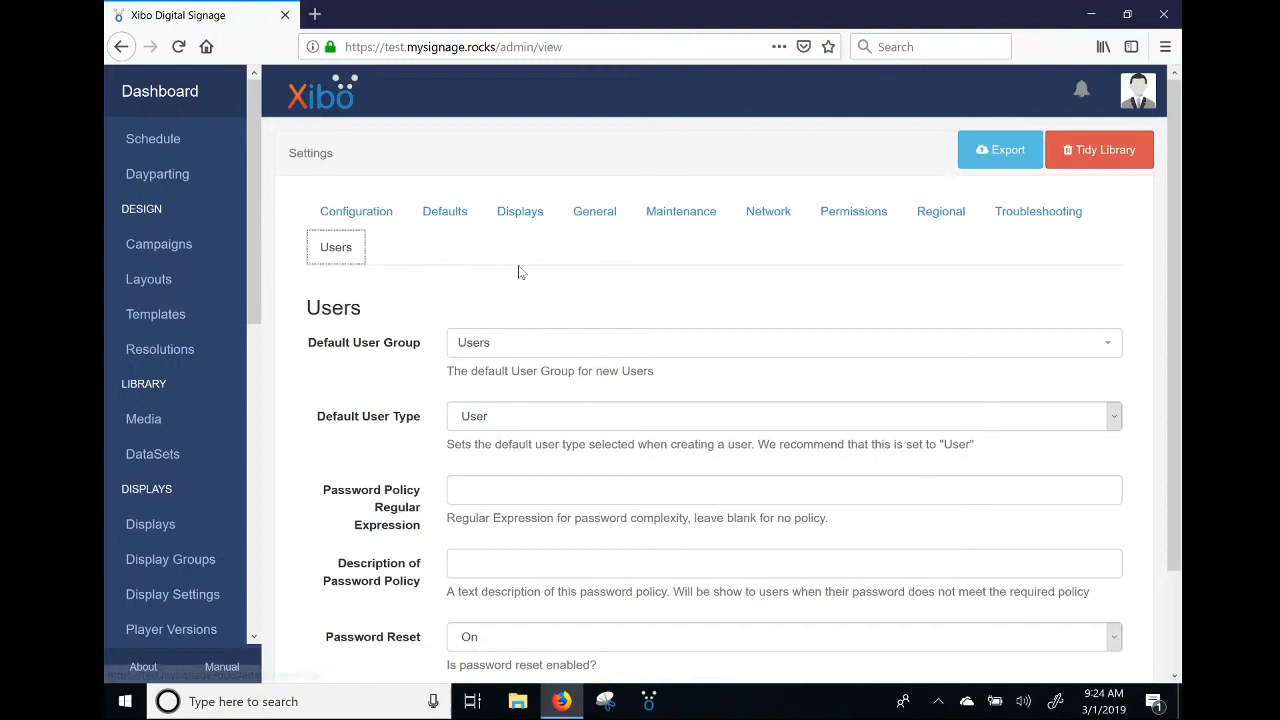 Xibo Digital Signage
https://test.mysignage.rocks/admin/view
Search
Dashboard
Schedule
Dayparting
DESIGN
Campaigns
Layouts
Templates
Resolutions
LIBRARY
Media
DataSets
DISPLAYS
Displays
Display Groups
Display Settings
Player Versions
About Manual
Xibo
Settings
Export
Tidy Library
Configuration Defaults Displays General Maintenance Network Permissions Regional Troubleshooting
Users
Users
Default User Group
Users
The default User Group for new Users
Default User Type
User
Sets the default user type selected when creating a user. We recommend that this is set to "User"
Password Policy
Regular
Expression
Regular Expression for password complexity, leave blank for no policy.
Description of
Password Policy
A text description of this password policy. Will be show to users when their password does not meet the required policy
Password Reset
On
Is password reset enabled?
Type here to search
9:24 AM
3/1/2019
1